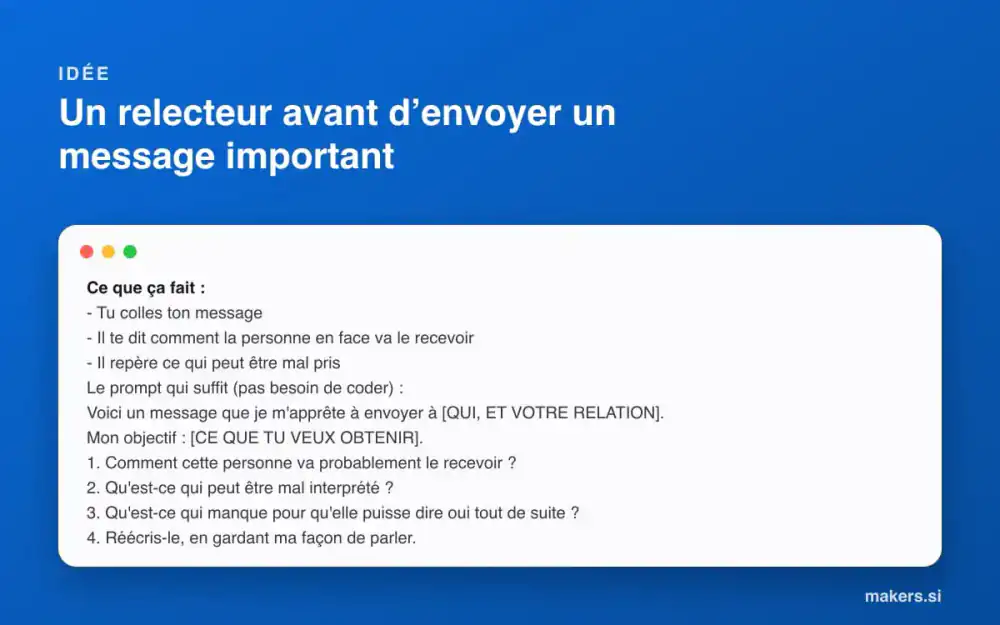 IDÉE
Un relecteur avant d’envoyer un
message important
Ce que ça fait :
- Tu colles ton message
- Il te dit comment la personne en face va le recevoir
- Il repère ce qui peut être mal pris
Le prompt qui suffit (pas besoin de coder) :
Voici un message que je m'apprête à envoyer à [QUI, ET VOTRE RELATION].
Mon objectif : [CE QUE TU VEUX OBTENIR].
1. Comment cette personne va probablement le recevoir ?
2. Qu'est-ce qui peut être mal interprété ?
3. Qu'est-ce qui manque pour qu'elle puisse dire oui tout de suite ?
4. Réécris-le, en gardant ma façon de parler.
makers.si